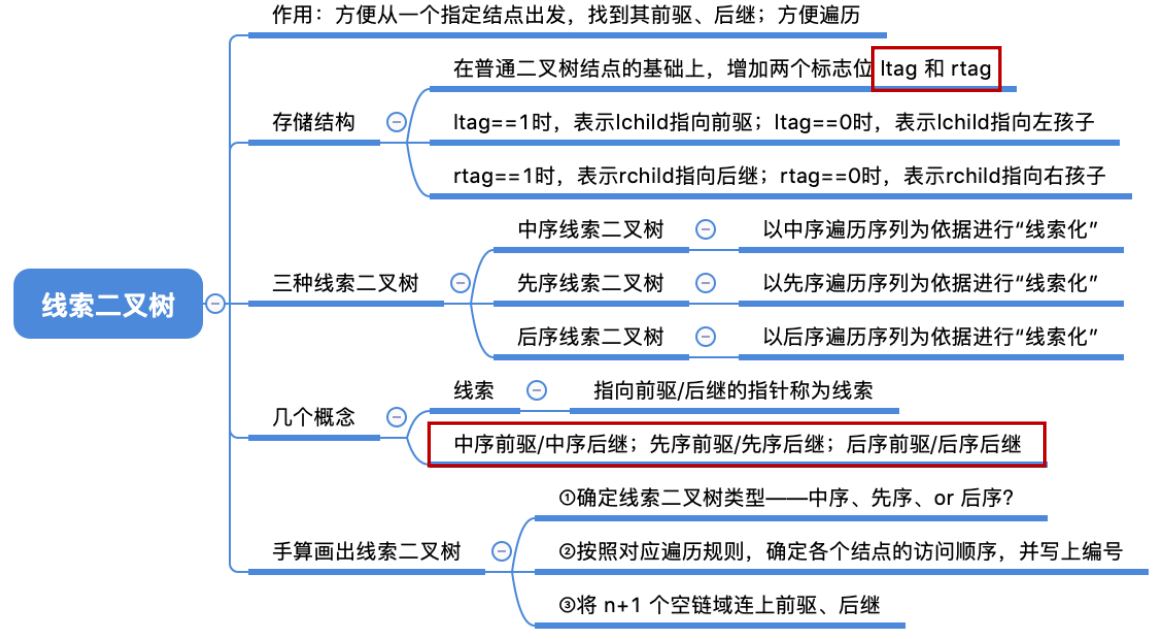 作用：方便从一个指定结点出发，找到其前驱、后继；方便遍历
在普通二叉树结点的基础上，增加两个标志位 ltag 和 rtag
存储结构
ltag==1时，表示lchild指向前驱；ltag==0时，表示lchild指向左孩子
rtag==1时，表示rchild指向后继；rtag==0时，表示rchild指向右孩子
中序线索二叉树
以中序遍历序列为依据进行“线索化”
三种线索二叉树
先序线索二叉树
以先序遍历序列为依据进行“线索化”
线索二叉树
后序线索二叉树
以后序遍历序列为依据进行“线索化”
线索
指向前驱/后继的指针称为线索
几个概念
中序前驱/中序后继；先序前驱/先序后继；后序前驱/后序后继
①确定线索二叉树类型——中序、先序、or 后序？
手算画出线索二叉树
②按照对应遍历规则，确定各个结点的访问顺序，并写上编号
③将 n+1 个空链域连上前驱、后继